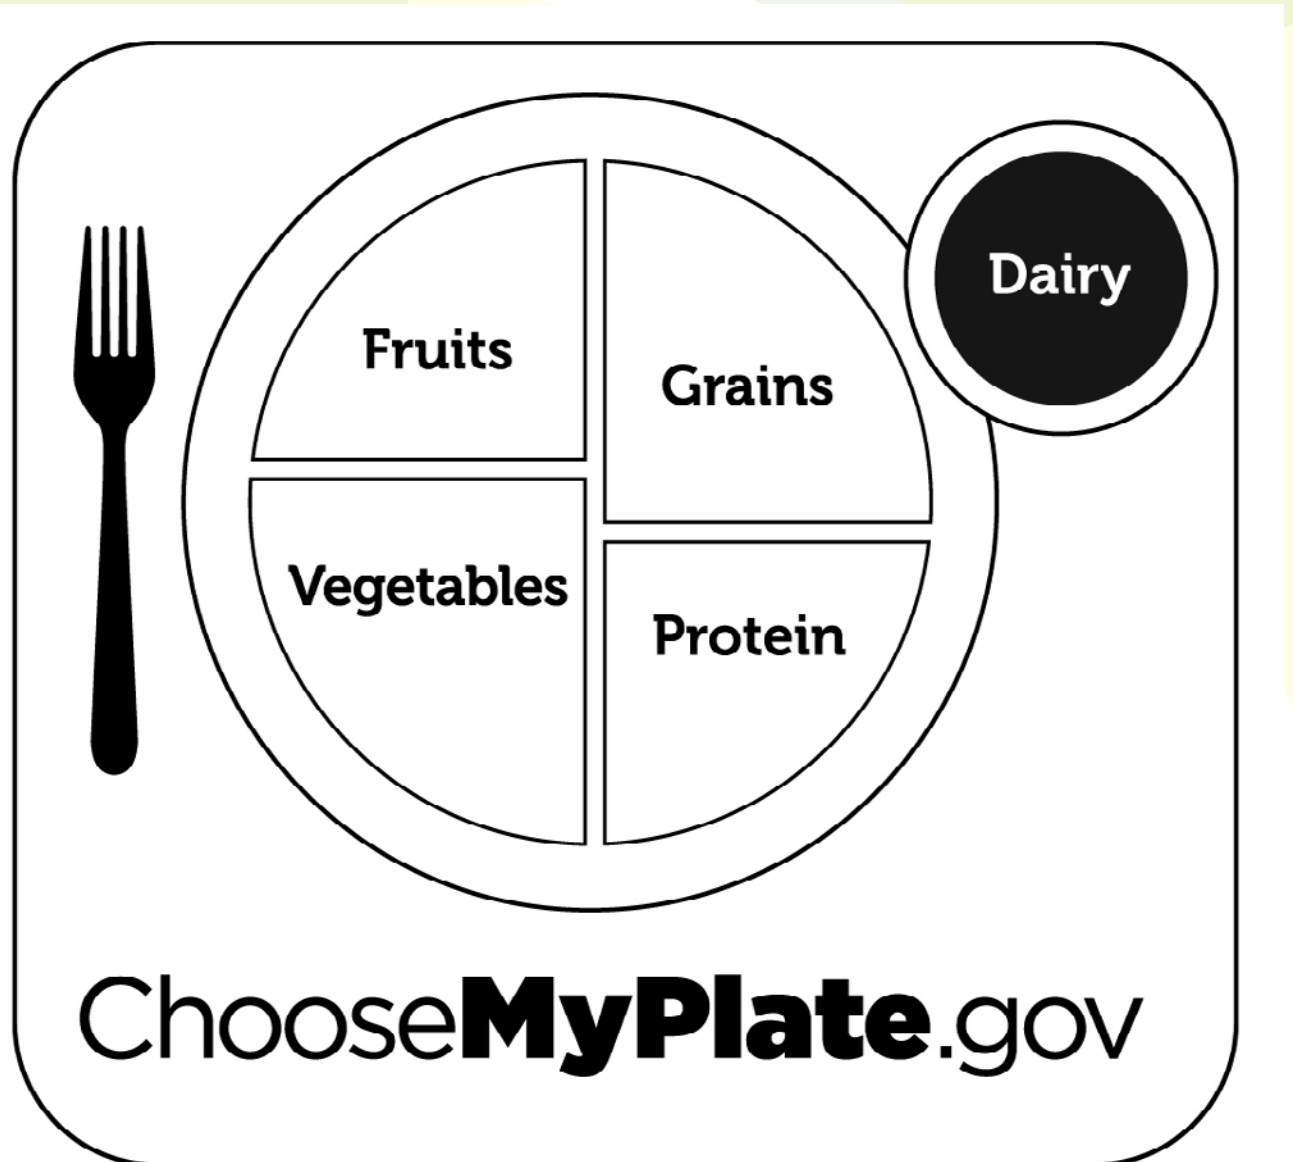 Dairy
Fruits
Grains
Vegetables
Protein
ChooseMyPlate.gov